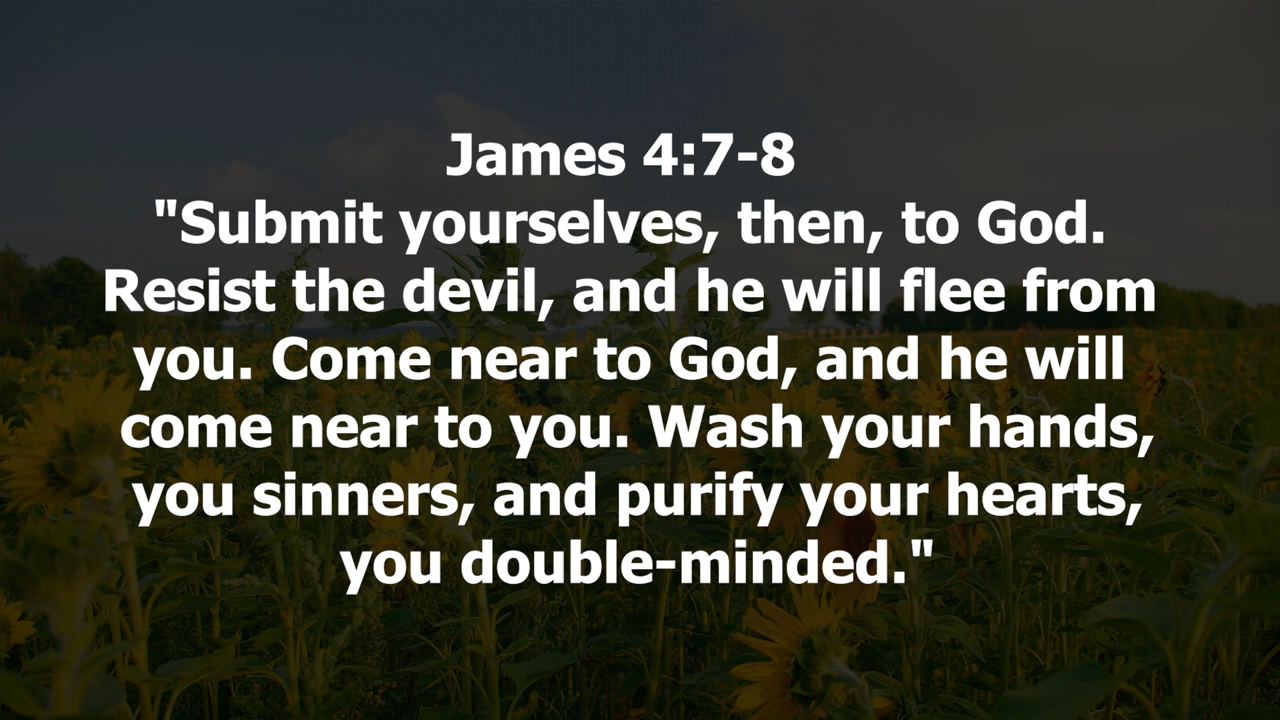 James 4:7-8
"Submit yourselves, then, to God.
Resist the devil, and he will flee from
you. Come near to God, and he will
come near to you. Wash your hands,
you sinners, and purify your hearts,
you double-minded."